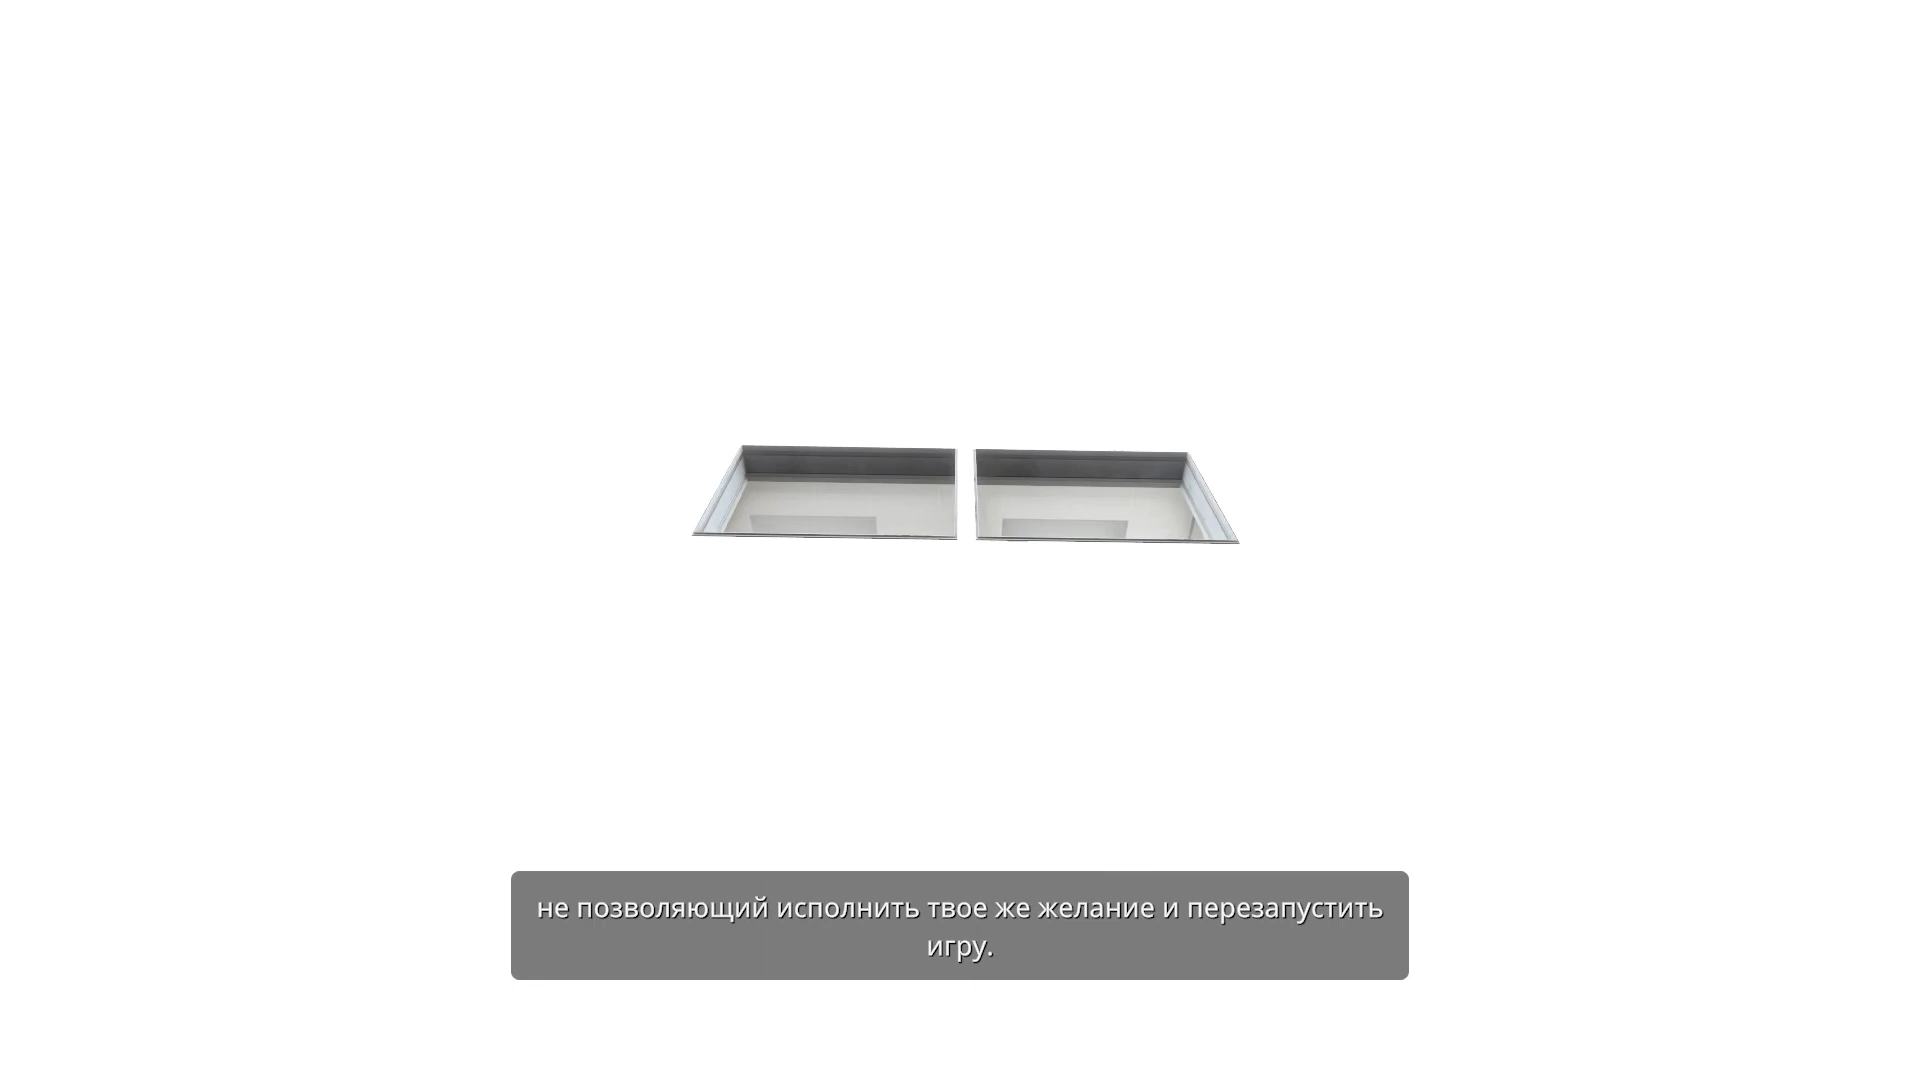 не позволяющий исполнить твое же желание и перезапустить
игру.